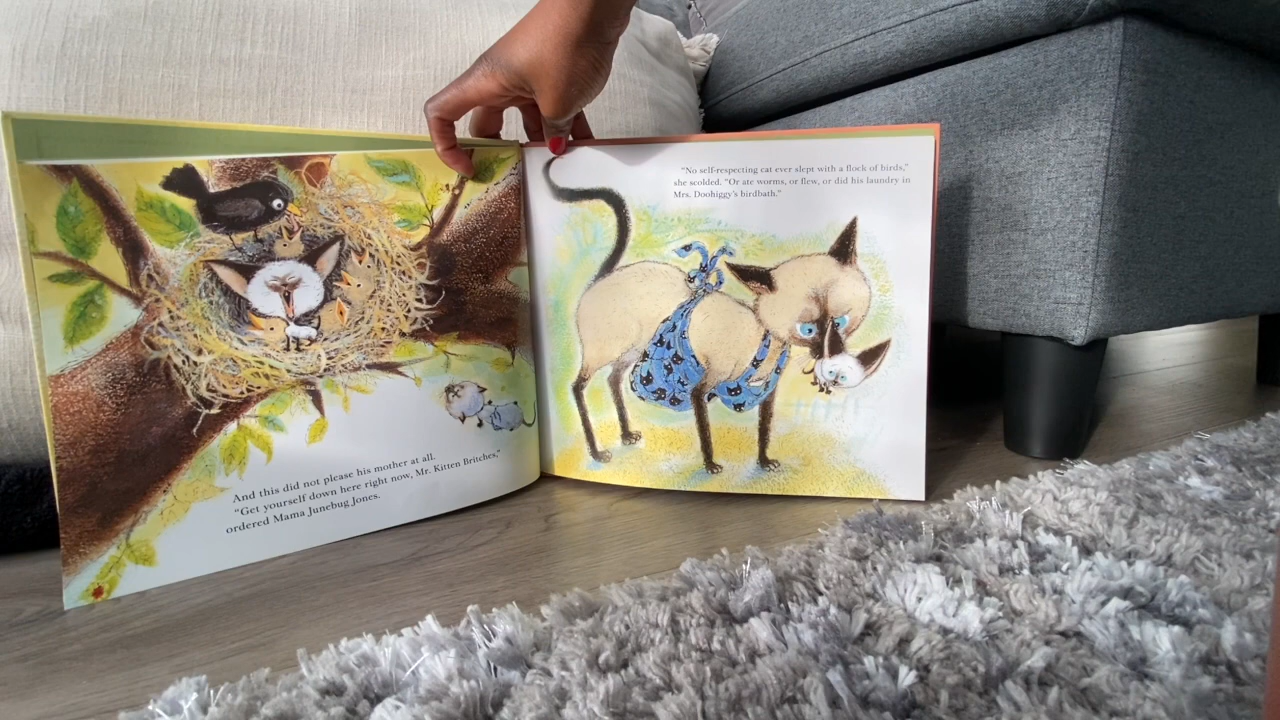 And this did not please his mother at all.
"Get yourself down here right now, Mr. Kitten Britches,"
ordered Mama Junebug Jones.
"No self-respecting cat ever slept with a flock of birds,"
she scolded. "Or ate worms, or flew, or did his laundry in
Mrs. Doohiggy's birdbath."